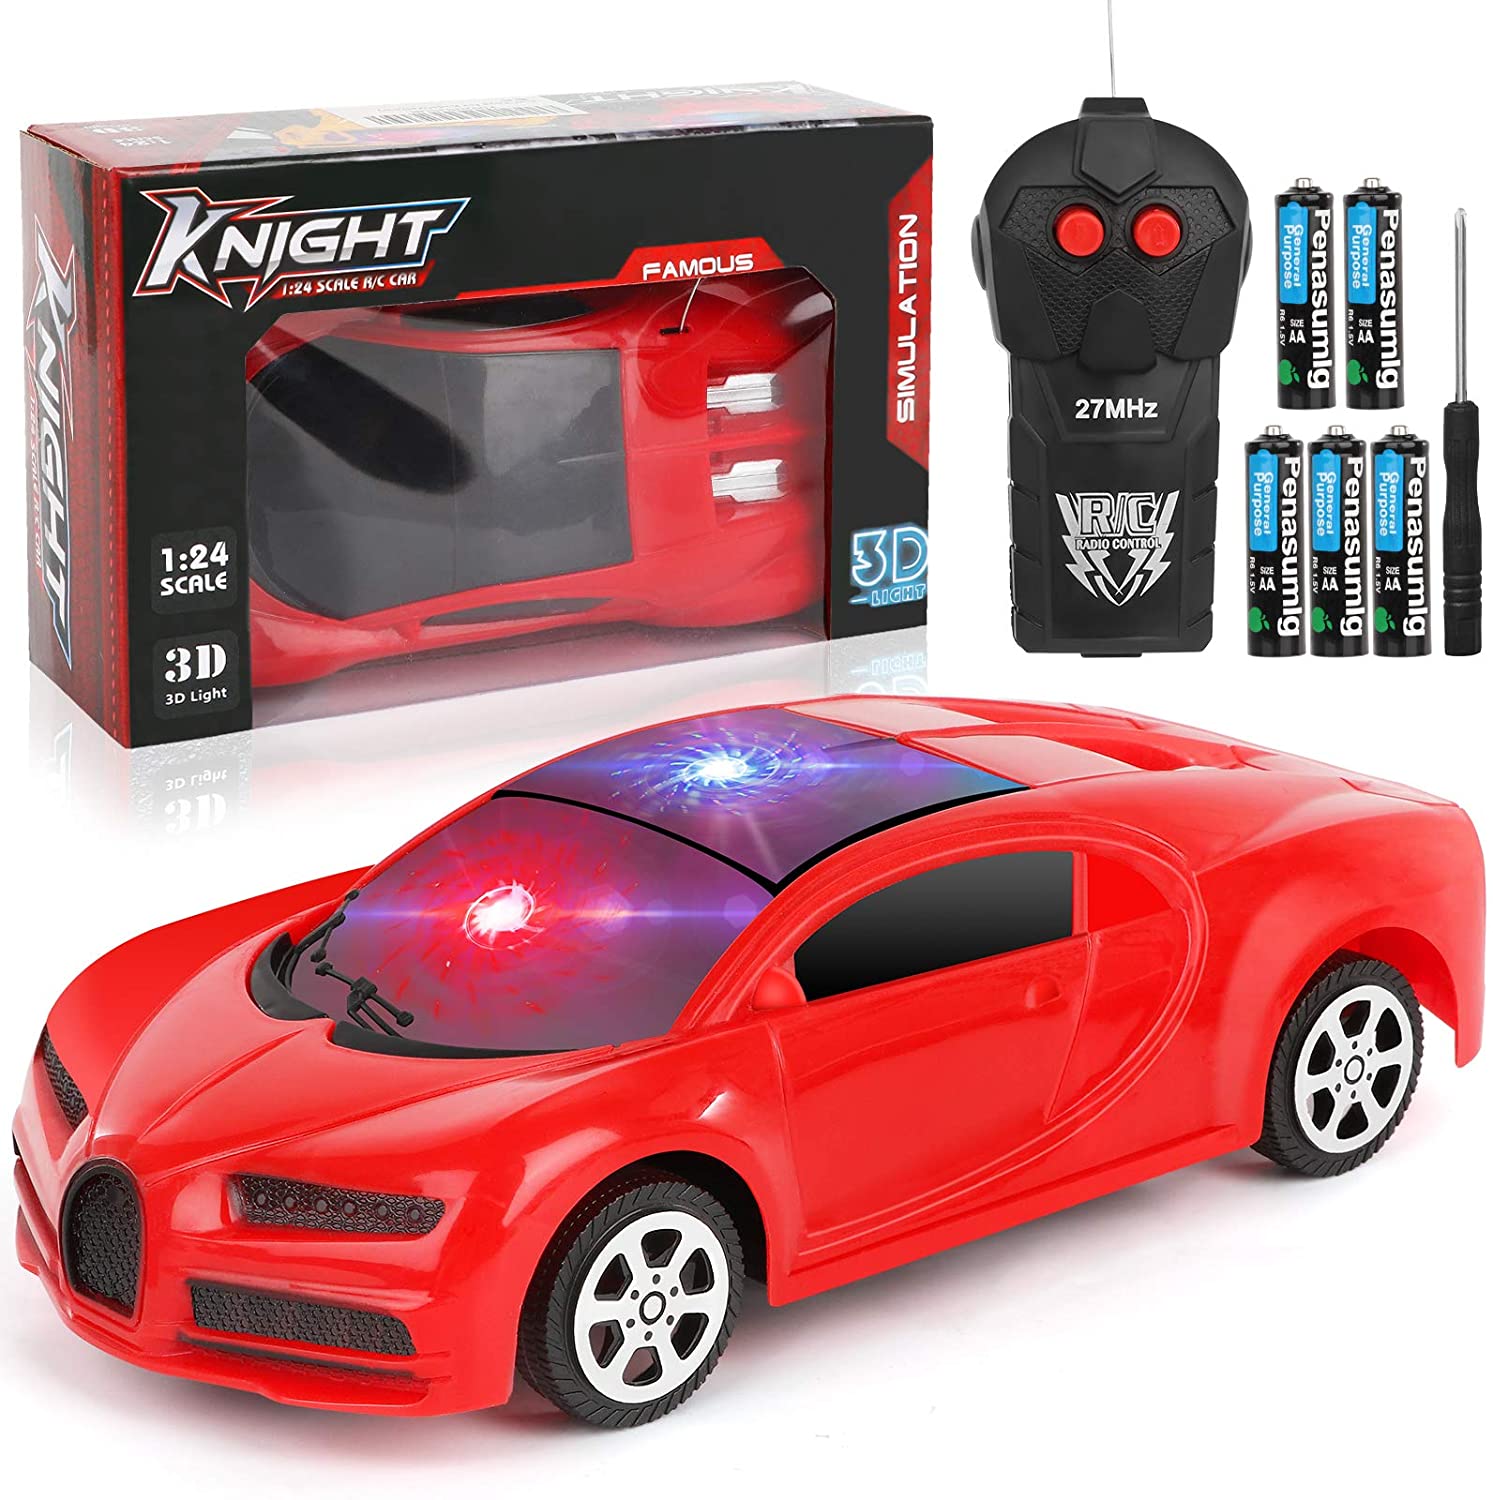 KNIGHT
1:24 SCALE R/C CAR
FAMOUS
SIMULATION
1:24
SCALE
3D
3D Light
3D
LIGHT
KNIGHT
KNIGHT
3D
27MHz
R/C
RADIO CONTROL
Penasumlg
General Purpose
SIZE
AA
R6 1.5V
Penasumlg
General Purpose
SIZE
AA
R6 1.5V
Penasumlg
General Purpose
SIZE
AA
R6 1.5V
Penasumlg
General Purpose
SIZE
AA
R6 1.5V
Penasumlg
General Purpose
SIZE
AA
R6 1.5V